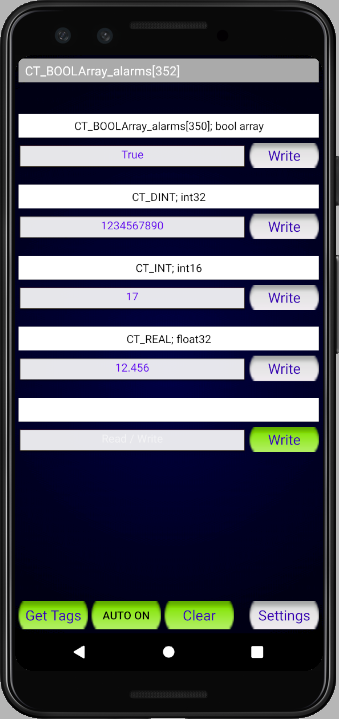 CT_BOOLArray_alarms[352]
CT_BOOLArray_alarms[350]; bool array
True Write
CT_DINT; int32
1234567890 Write
CT_INT; int16
17 Write
CT_REAL; float32
12.456 Write
Read / Write Write
Get Tags AUTO ON Clear Settings